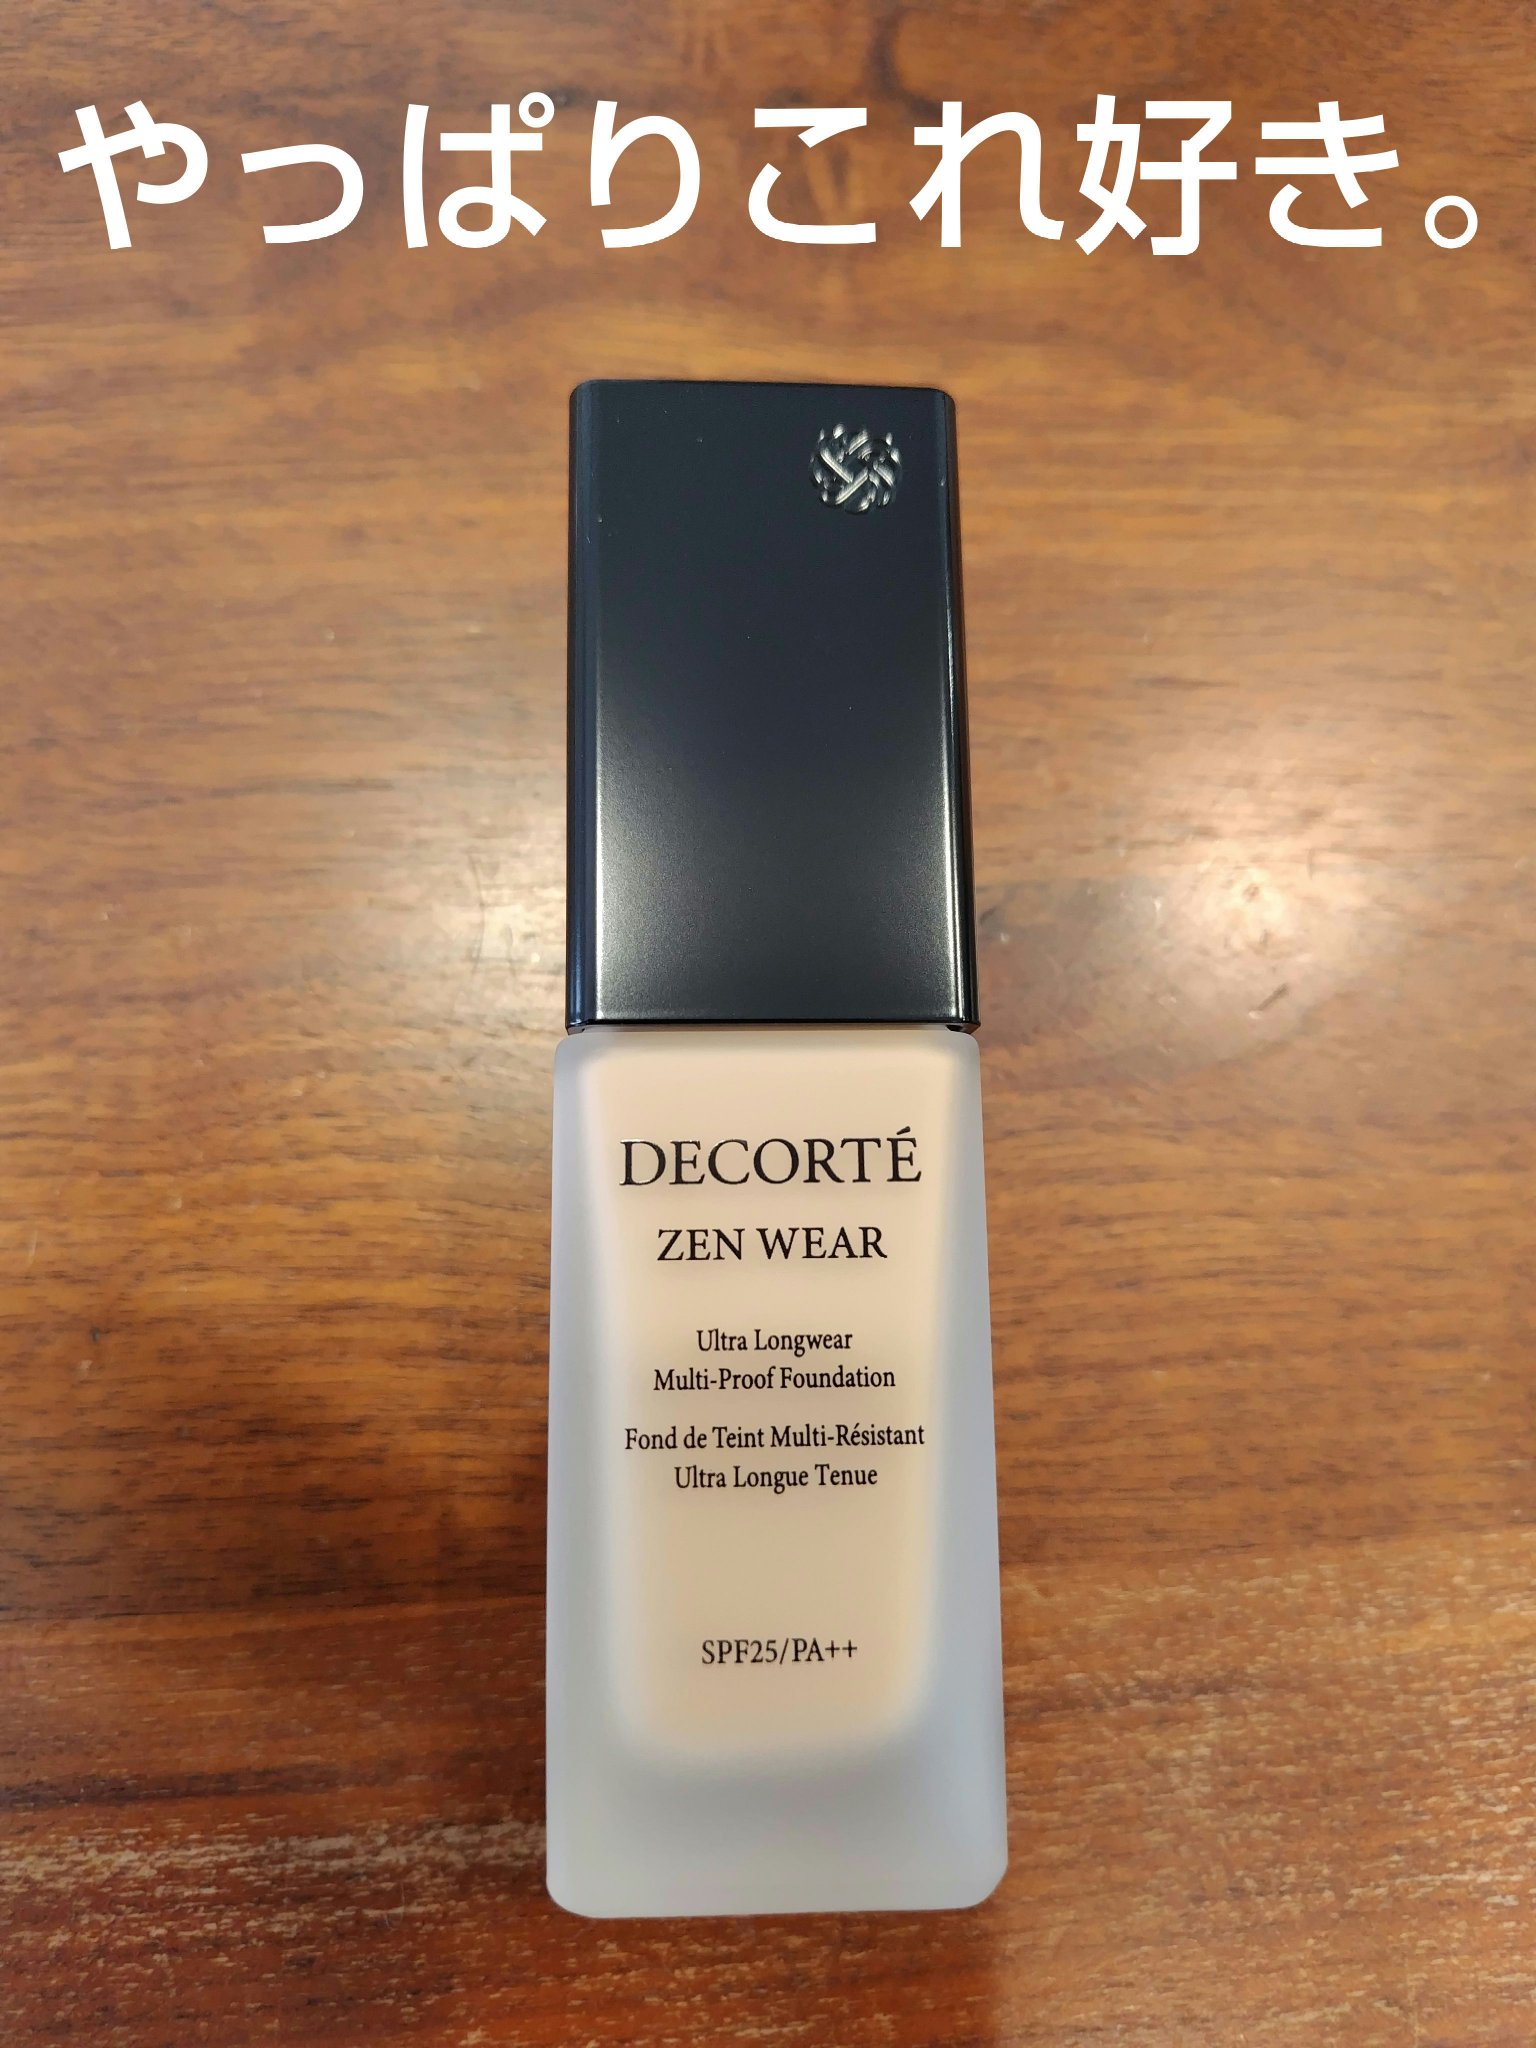 やっぱりこれ好き。
DECORTÉ
ZEN WEAR
Ultra Longwear
Multi-Proof Foundation
Fond de Teint Multi-Résistant
Ultra Longue Tenue
SPF25/PA++